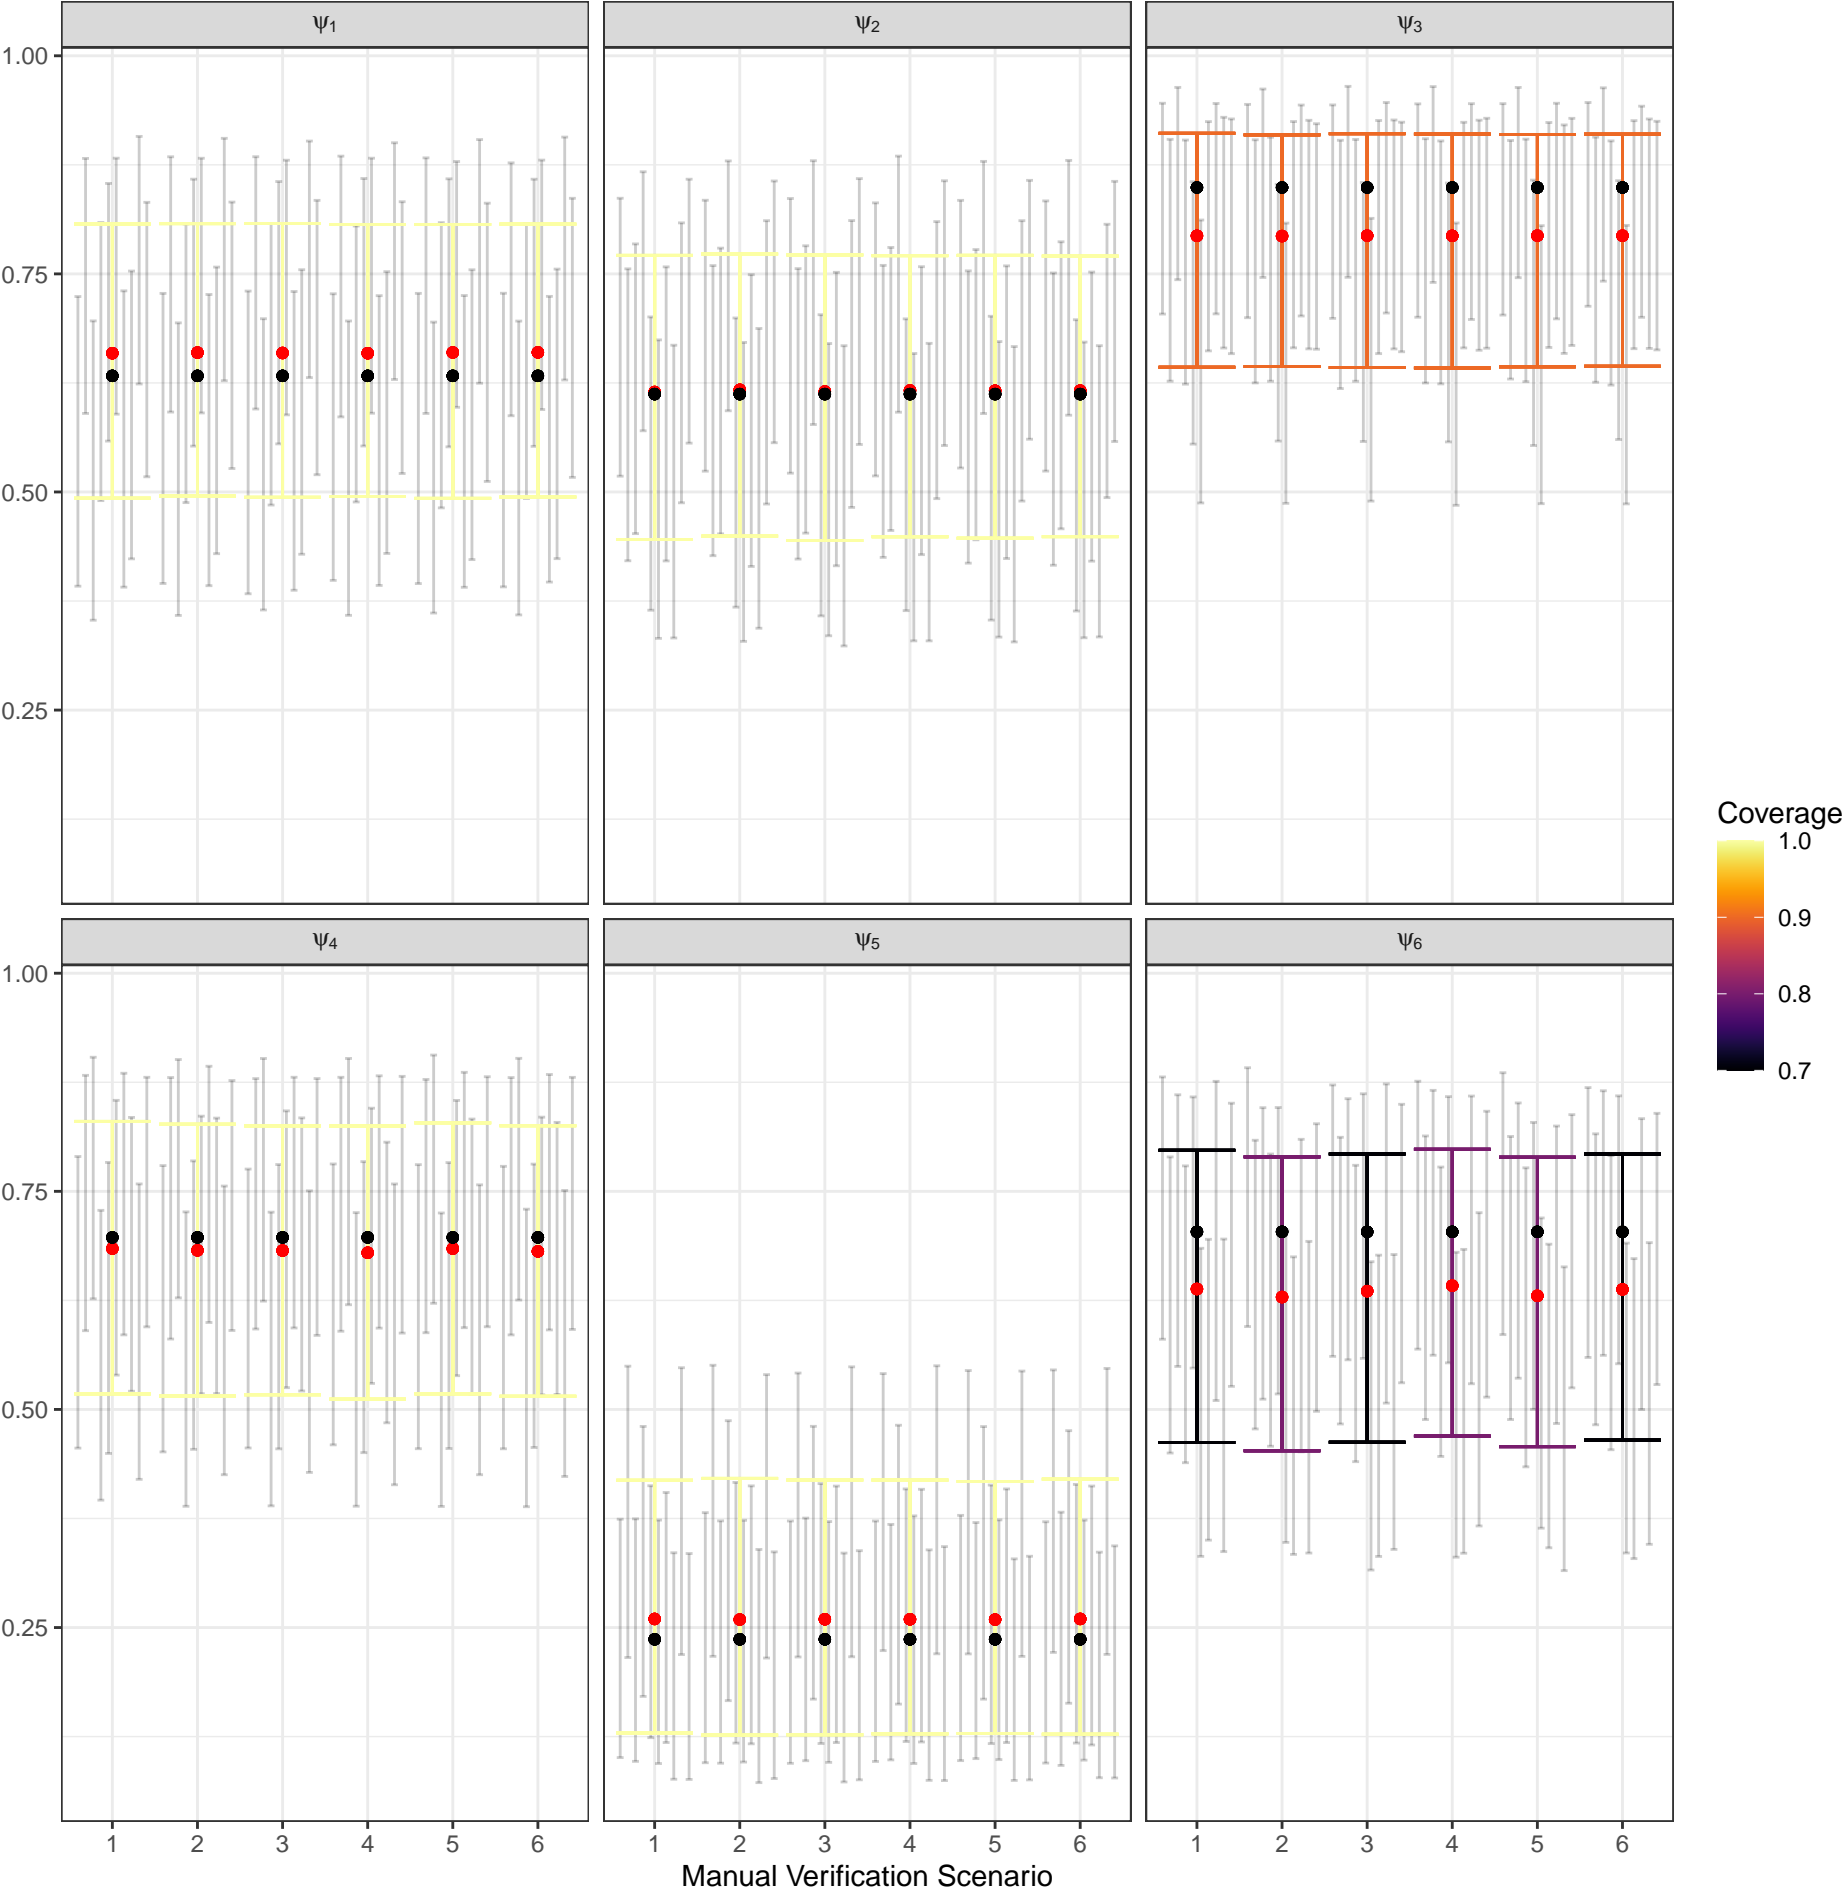 ψ₁ ψ₂ ψ₃
1.00
0.75
0.50
0.25
ψ₄ ψ₅ ψ₆
1.00
0.75
0.50
0.25
1 2 3 4 5 6 1 2 3 4 5 6 1 2 3 4 5 6
Manual Verification Scenario
Coverage
1.0
0.9
0.8
0.7